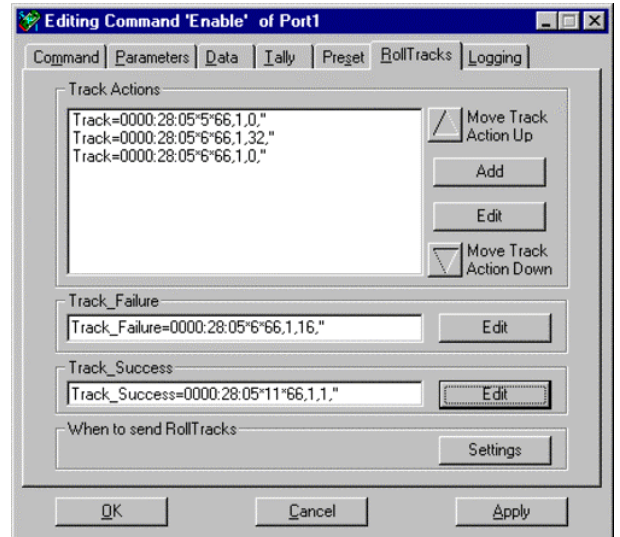 Editing Command 'Enable' of Port1
Command Parameters Data Tally Preset RollTracks Logging
Track Actions
Track=0000:28:05*5*66,1,0,"
Track=0000:28:05*6*66,1,32,"
Track=0000:28:05*6*66,1,0,"
Move Track
Action Up
Add
Edit
Move Track
Action Down
Track_Failure
Track_Failure=0000:28:05*6*66,1,16,"
Edit
Track_Success
Track_Success=0000:28:05*11*66,1,1,"
Edit
When to send RollTracks
Settings
OK Cancel Apply